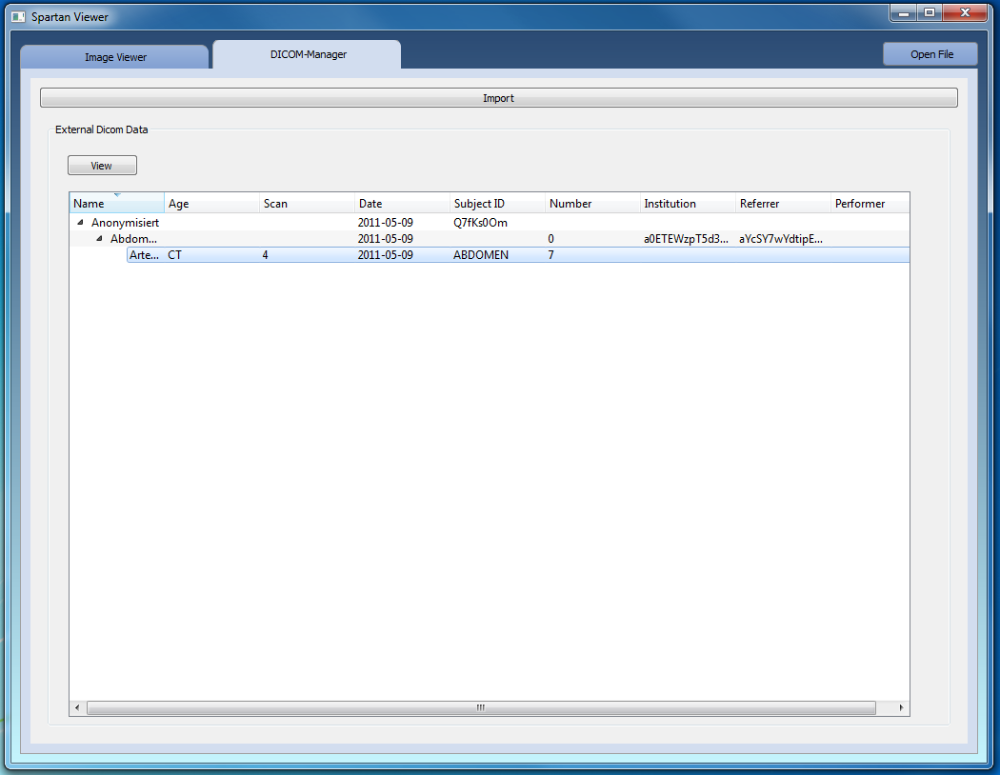 Spartan Viewer
Image Viewer DICOM-Manager Open File
Import
External Dicom Data
View
Name Age Scan Date Subject ID Number Institution Referrer Performer
Anonymisiert 2011-05-09 Q7fKs0Om
Abdom... 2011-05-09 0 a0ETEWzpT5d3... aYcSY7wYdtipE...
Arte... CT 4 2011-05-09 ABDOMEN 7